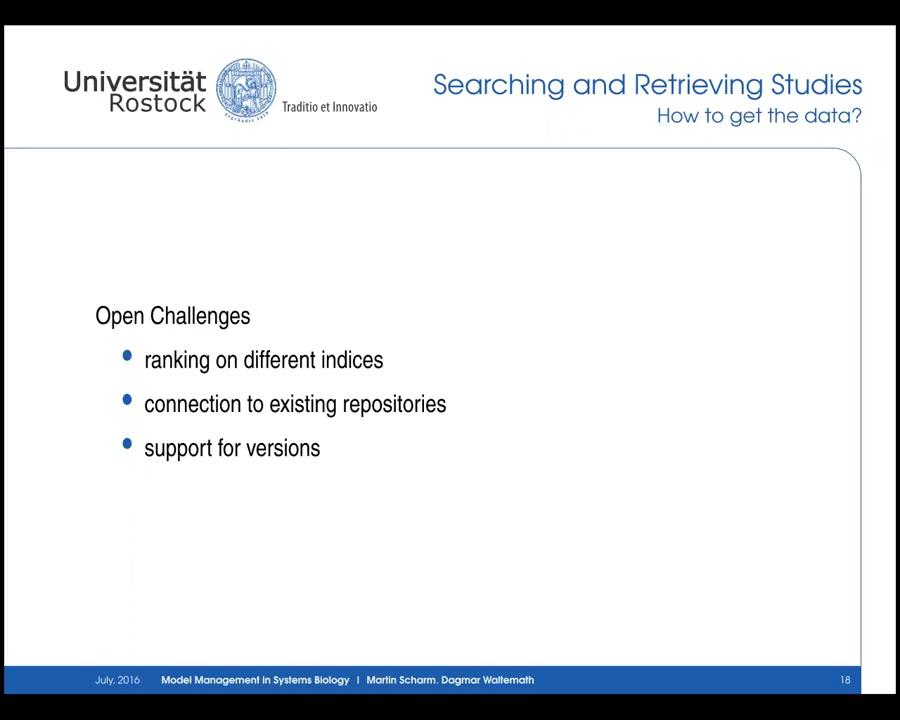 Universität
Rostock
Traditio et Innovatio
Searching and Retrieving Studies
How to get the data?
Open Challenges
ranking on different indices
connection to existing repositories
support for versions
July, 2016 Model Management in Systems Biology | Martin Scharm, Dagmar Waltemath 18